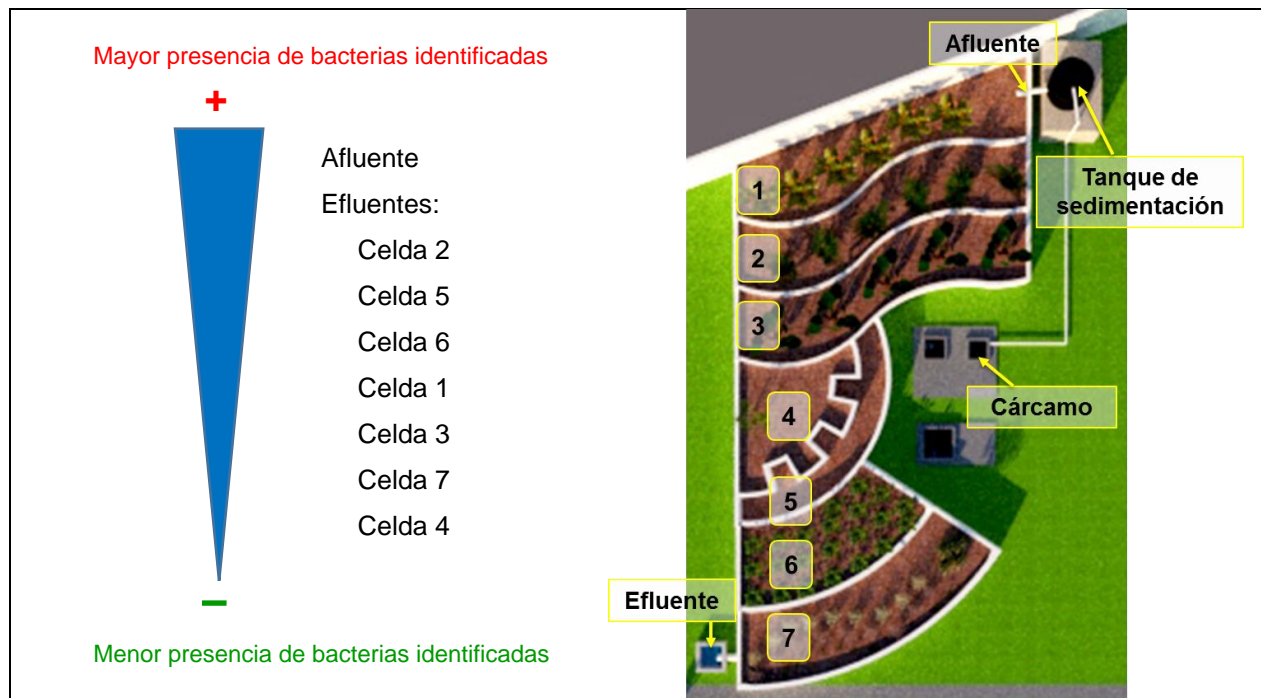 Mayor presencia de bacterias identificadas
+
Afluente
Efluentes:
Celda 2
Celda 5
Celda 6
Celda 1
Celda 3
Celda 7
Celda 4
−
Menor presencia de bacterias identificadas
Afluente
Tanque de
sedimentación
1
2
3
Cárcamo
4
5
6
Efluente
7